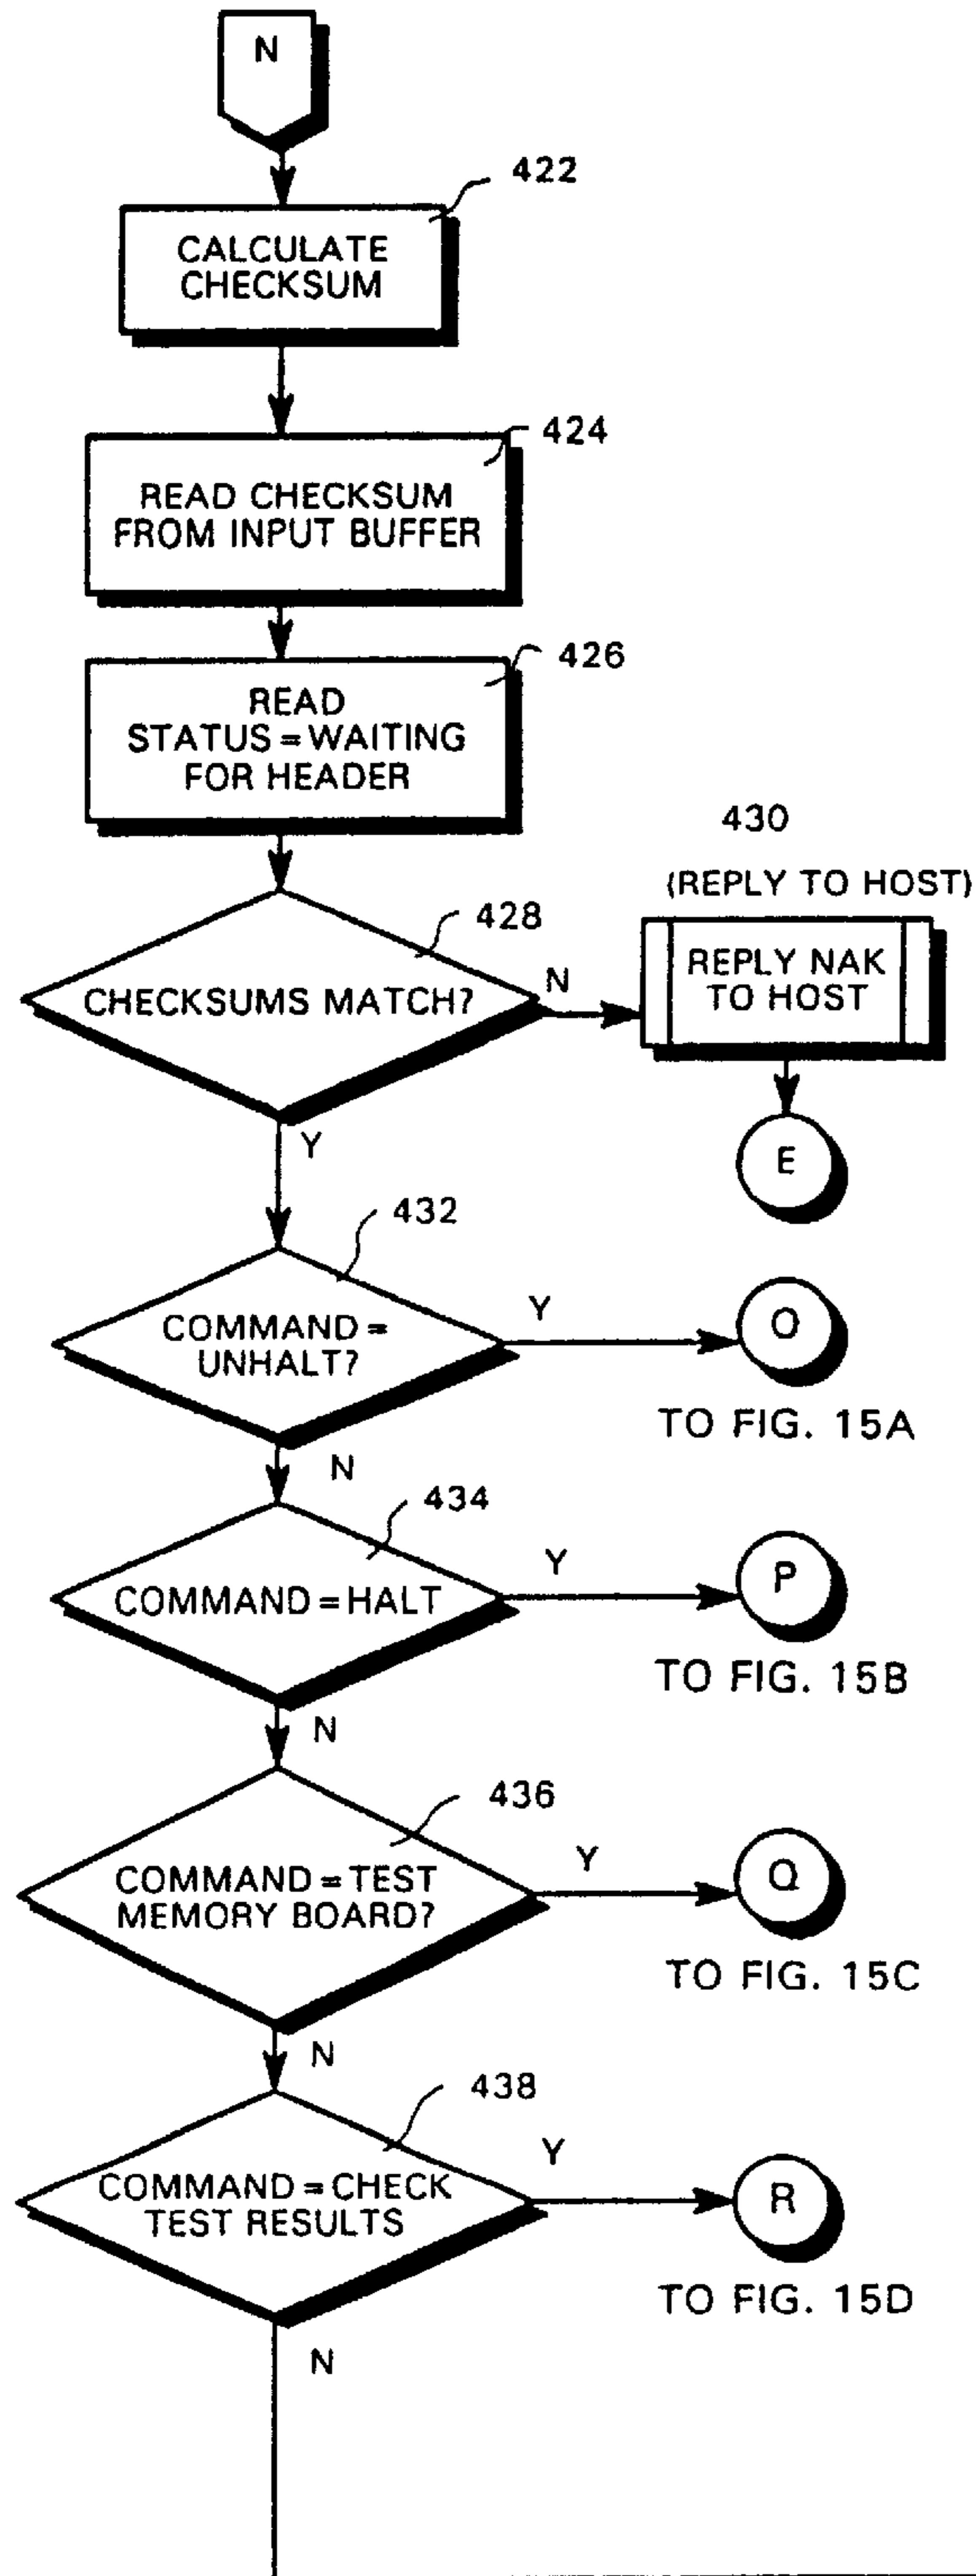 N
422
CALCULATE
CHECKSUM
424
READ CHECKSUM
FROM INPUT BUFFER
426
READ
STATUS = WAITING
FOR HEADER
430
(REPLY TO HOST)
428
CHECKSUMS MATCH?
N
REPLY NAK
TO HOST
Y
E
432
COMMAND =
UNHALT?
Y
O
TO FIG. 15A
N
434
COMMAND = HALT
Y
P
TO FIG. 15B
N
436
COMMAND = TEST
MEMORY BOARD?
Y
Q
TO FIG. 15C
N
438
COMMAND = CHECK
TEST RESULTS
Y
R
TO FIG. 15D
N